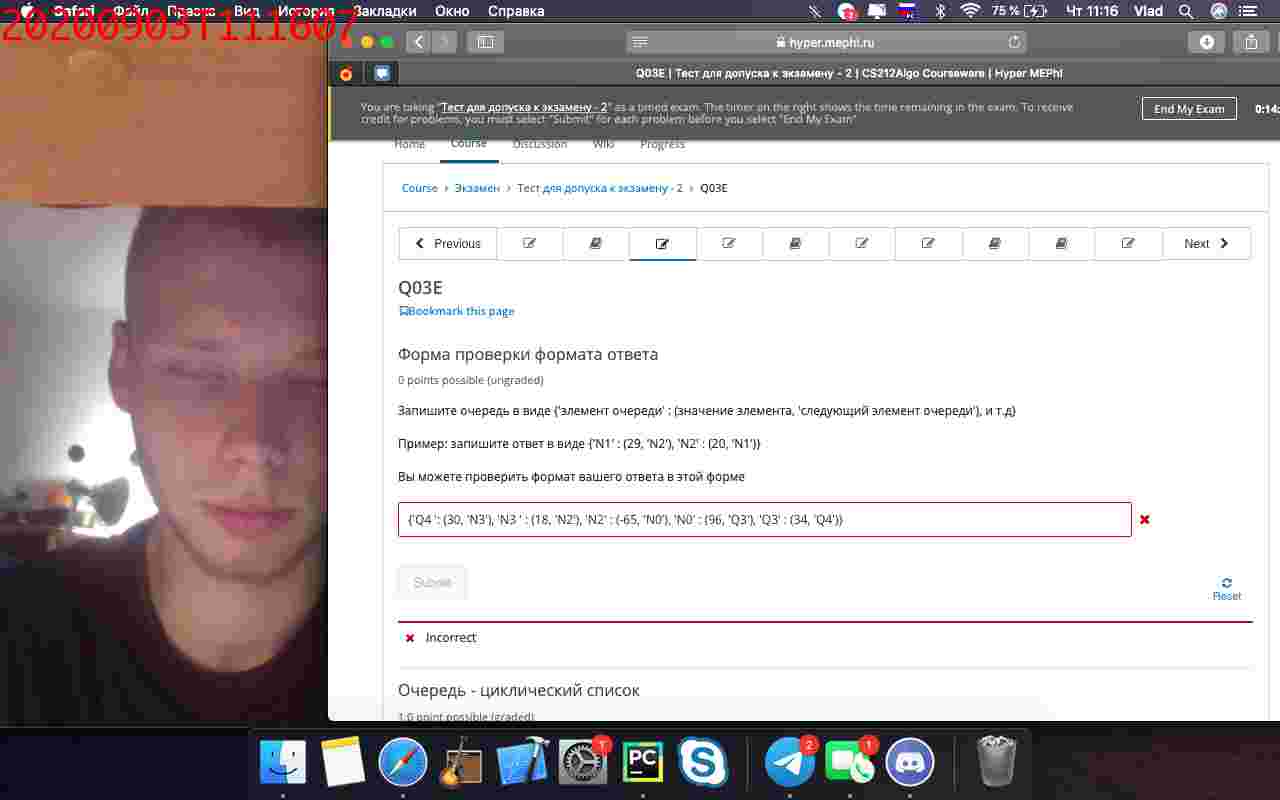 Safari Файл Правка Вид История Закладки Окно Справка
75 % Чт 11:16 Vlad
20200903T111607
hyper.mephi.ru
Q03E | Тест для допуска к экзамену - 2 | CS212Algo Courseware | Hyper MEPhI
You are taking "Тест для допуска к экзамену - 2" as a timed exam. The timer on the right shows the time remaining in the exam. To receive
credit for problems, you must select "Submit" for each problem before you select "End My Exam"
End My Exam
0:14:
Home Course Discussion Wiki Progress
Course > Экзамен > Тест для допуска к экзамену - 2 > Q03E
Previous
Next
Q03E
Bookmark this page
Форма проверки формата ответа
0 points possible (ungraded)
Запишите очередь в виде {'элемент очереди' : (значение элемента, 'следующий элемент очереди'), и т.д}
Пример: запишите ответ в виде {'N1' : (29, 'N2'), 'N2' : (20, 'N1')}
Вы можете проверить формат вашего ответа в этой форме
{'Q4 ': (30, 'N3'), 'N3 ' : (18, 'N2'), 'N2' : (-65, 'N0'), 'N0' : (96, 'Q3'), 'Q3' : (34, 'Q4')}
Submit
Reset
Incorrect
Очередь - циклический список
1.0 point possible (graded)
1
PC
2
1